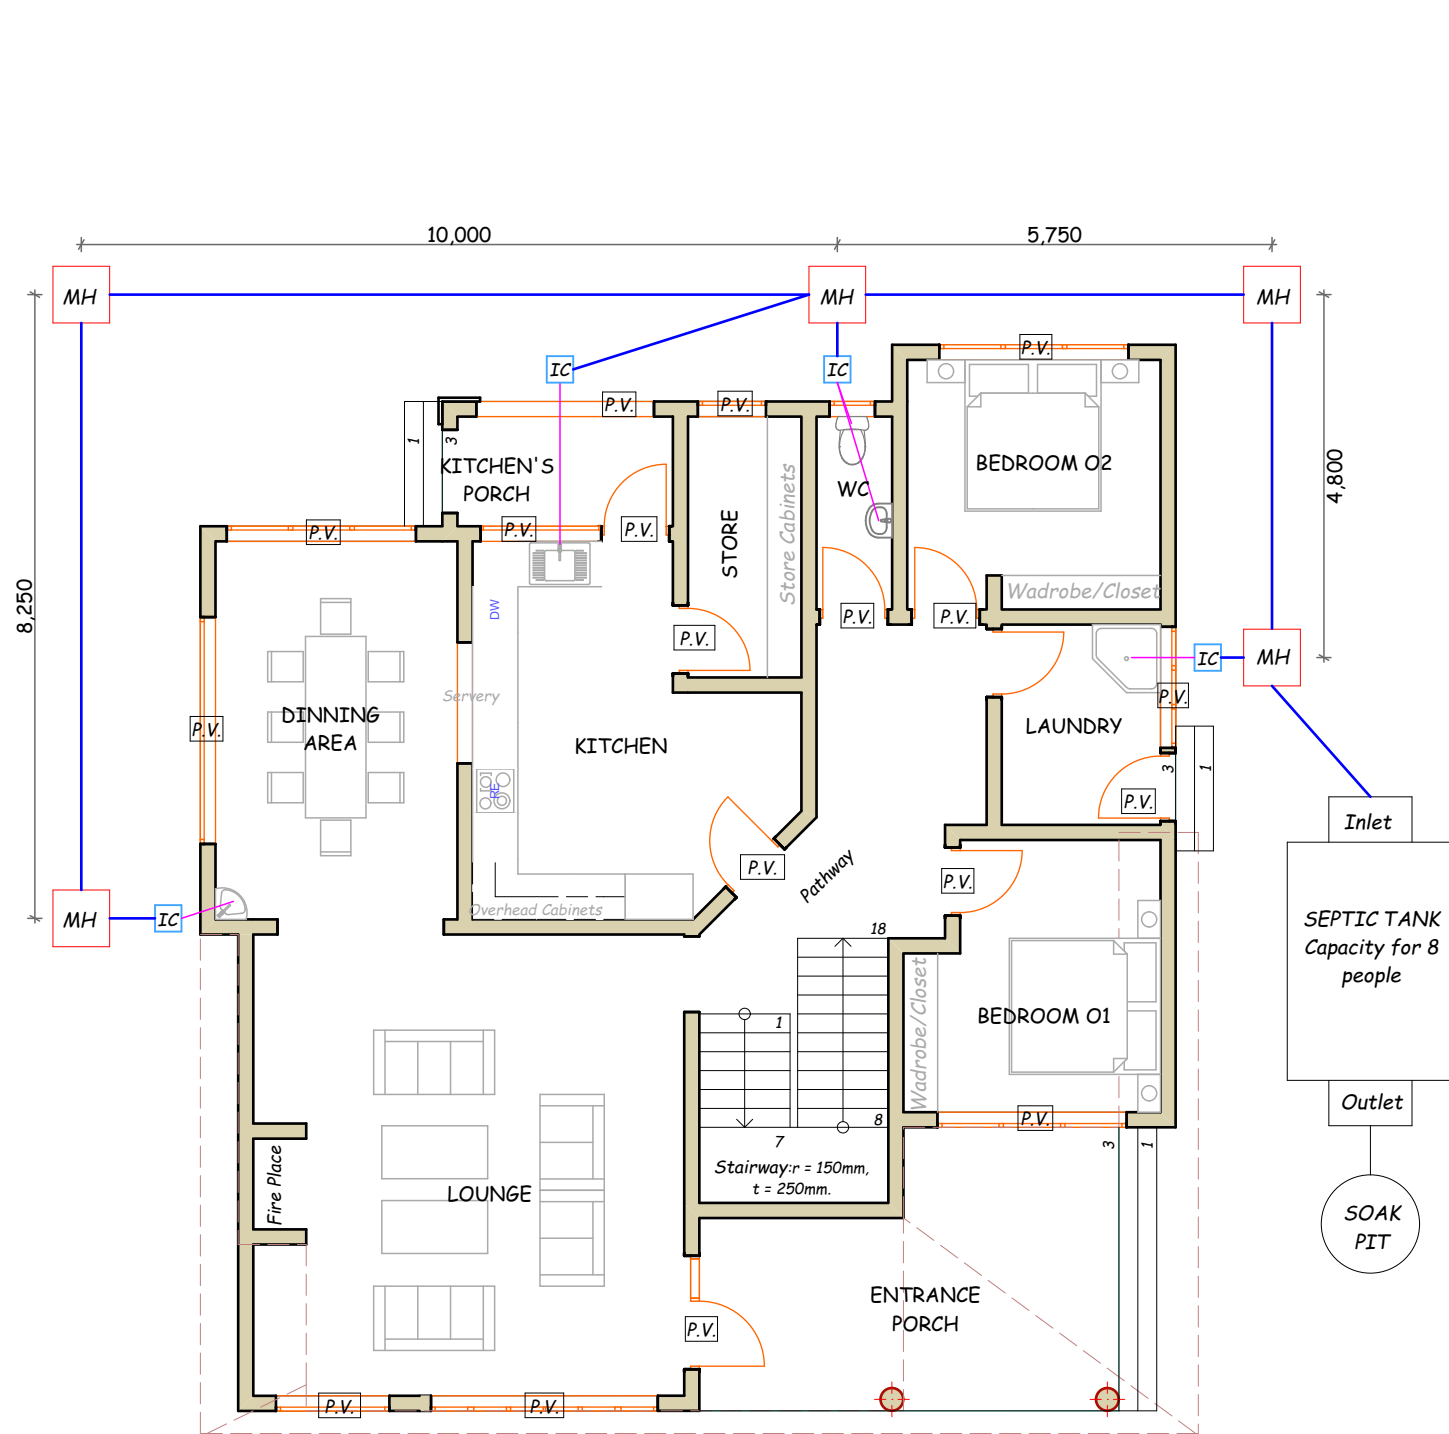 10,000
5,750
MH
MH
MH
P.V.
IC
IC
P.V.
P.V.
1
3
4,800
KITCHEN'S
PORCH
BEDROOM 02
WC
P.V.
P.V.
P.V.
STORE
Store Cabinets
Wadrobe/Closet
8,250
DW
P.V.
P.V.
P.V.
IC
MH
Servery
P.V.
P.V.
DINNING
AREA
LAUNDRY
KITCHEN
3
1
RE
P.V.
Inlet
P.V.
Pathway
P.V.
Overhead Cabinets
MH
IC
SEPTIC TANK
Capacity for 8
people
18
Wadrobe/Closet
BEDROOM 01
1
Outlet
P.V.
8
7
3
1
Stairway:r = 150mm,
t = 250mm.
Fire Place
LOUNGE
SOAK
PIT
ENTRANCE
PORCH
P.V.
P.V.
P.V.